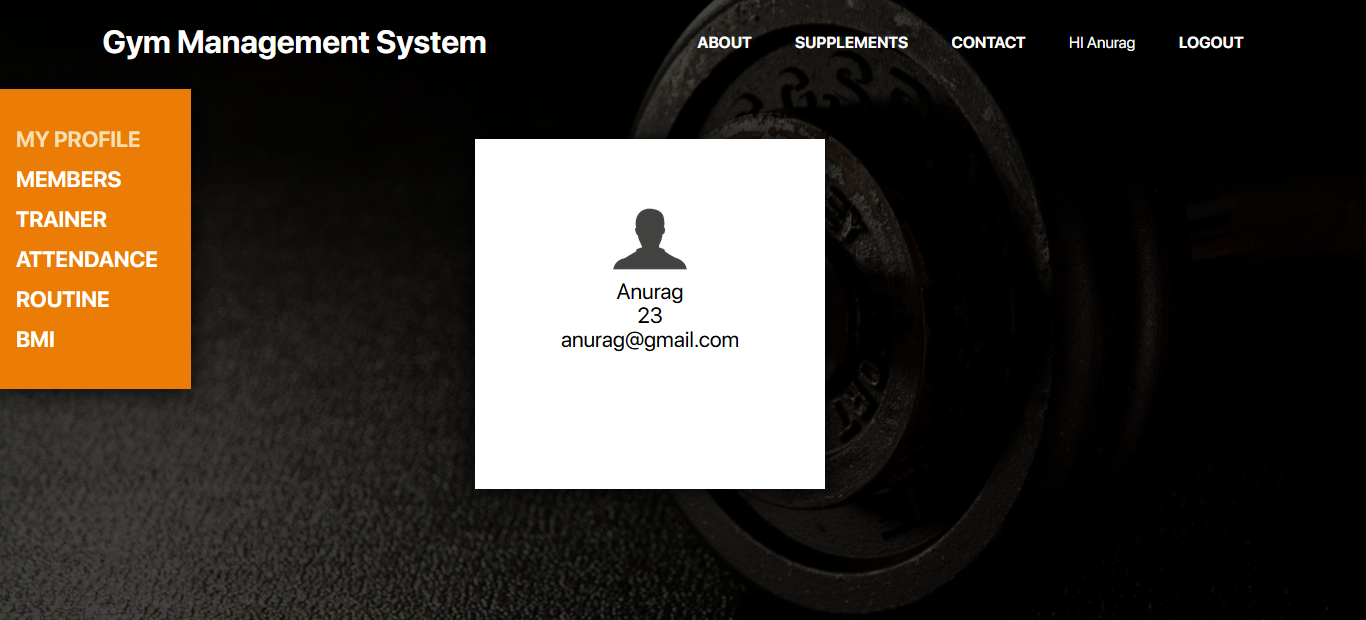 Gym Management System
ABOUT SUPPLEMENTS CONTACT HI Anurag LOGOUT
MY PROFILE
MEMBERS
TRAINER
ATTENDANCE
ROUTINE
BMI
Anurag
23
anurag@gmail.com